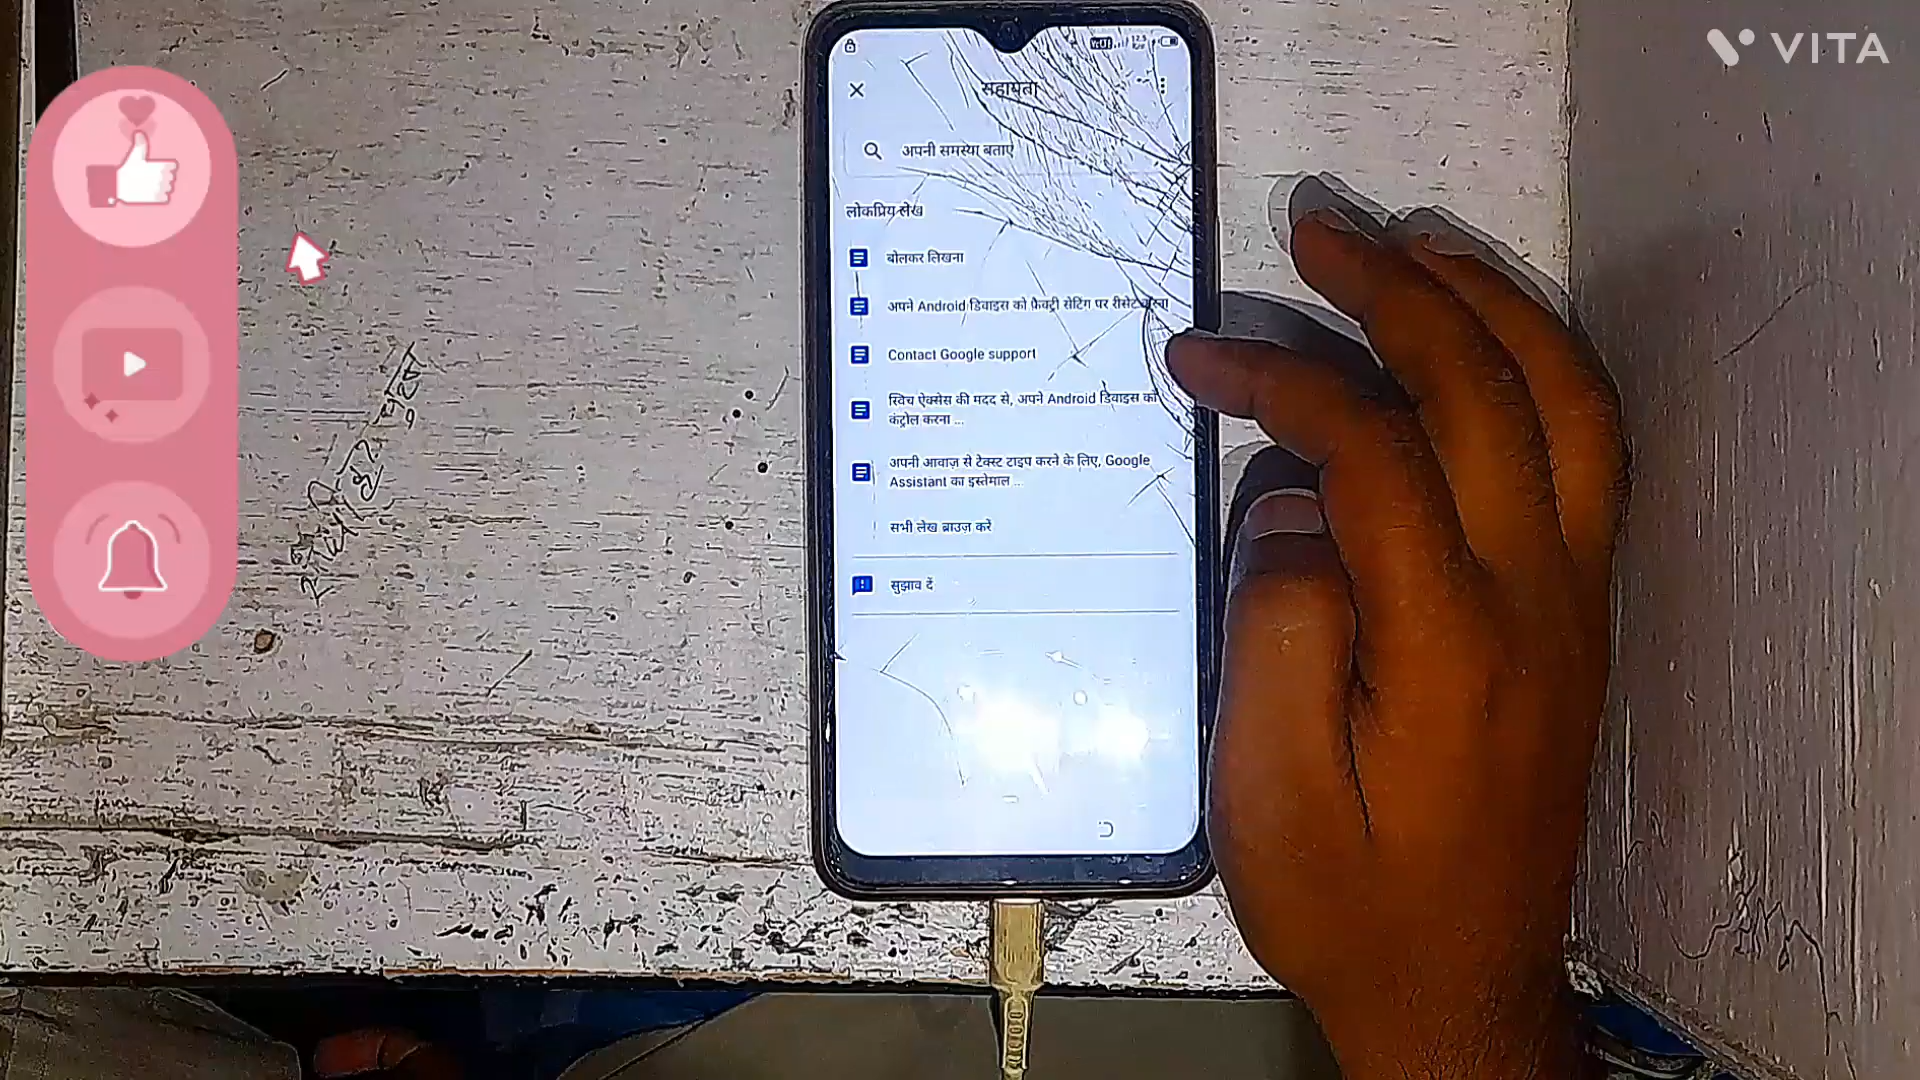 VITA
सहायता
अपनी समस्या बताएं
लोकप्रिय लेख
बोलकर लिखना
अपने Android डिवाइस को फ़ैक्ट्री सेटिंग पर रीसेट करना
Contact Google support
स्विच ऐक्सेस की मदद से, अपने Android डिवाइस को
कंट्रोल करना ...
अपनी आवाज़ से टेक्स्ट टाइप करने के लिए, Google
Assistant का इस्तेमाल ...
सभी लेख ब्राउज़ करें
सुझाव दें